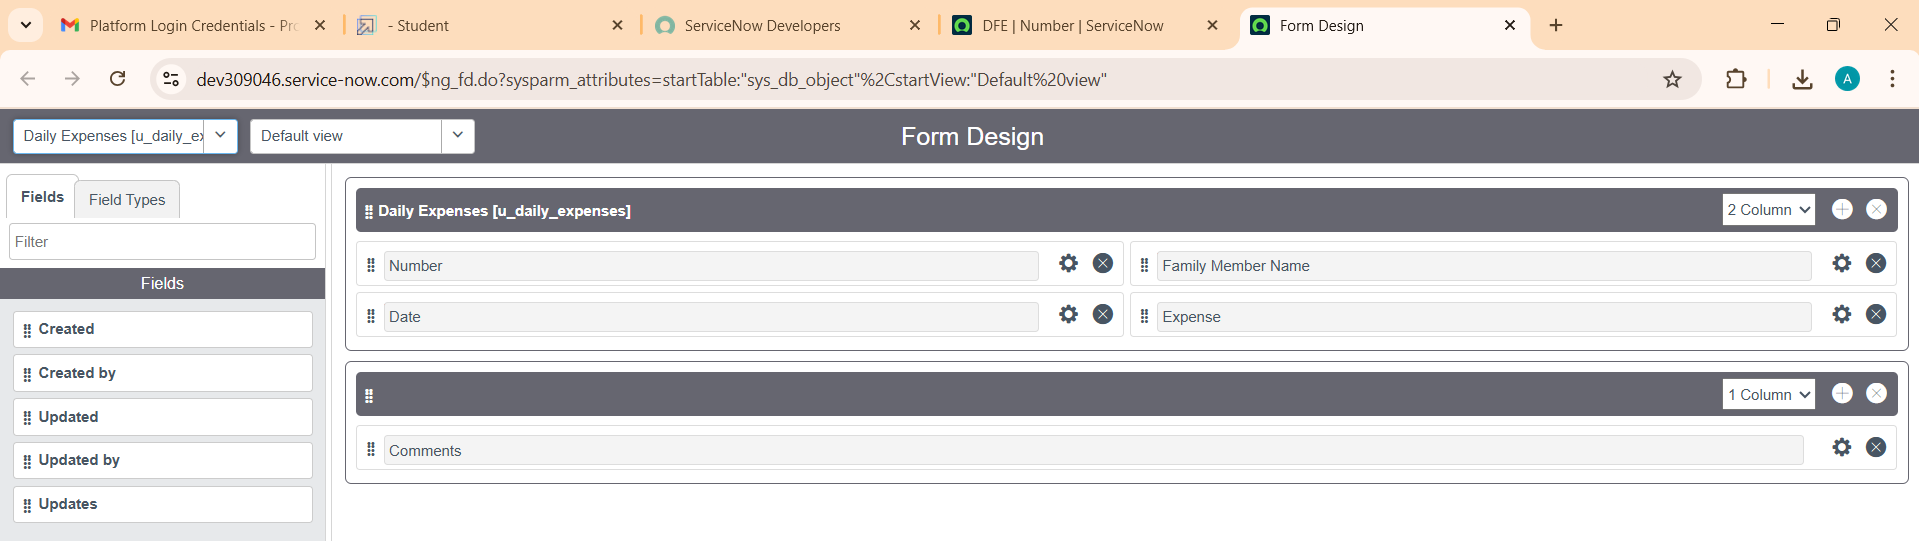 Platform Login Credentials - Pro
- Student
ServiceNow Developers
DFE | Number | ServiceNow
Form Design
dev309046.service-now.com/$ng_fd.do?sysparm_attributes=startTable:"sys_db_object"%2CstartView:"Default%20view"
A
Daily Expenses [u_daily_ex
Default view
Form Design
Fields
Field Types
Filter
Fields
Created
Created by
Updated
Updated by
Updates
Daily Expenses [u_daily_expenses]
2 Column
Number
Family Member Name
Date
Expense
1 Column
Comments